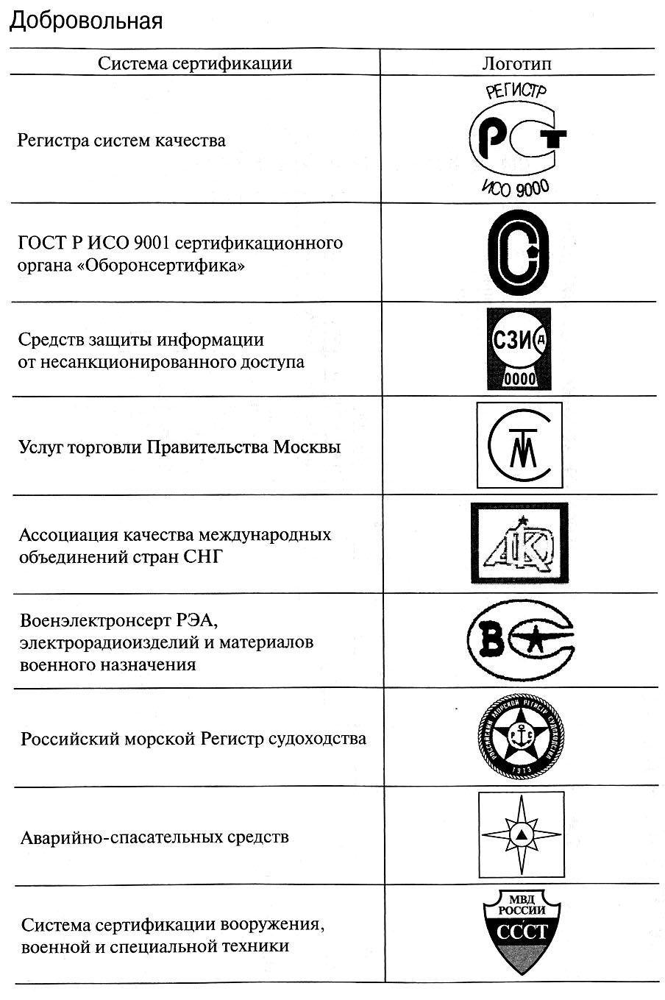 Добровольная
Система сертификации
Логотип
Регистра систем качества
РЕГИСТР
РСТ
ИСО 9000
ГОСТ Р ИСО 9001 сертификационного
органа «Оборонсертифика»
Средств защиты информации
от несанкционированного доступа
СЗИ д
0000
Услуг торговли Правительства Москвы
СТМ
Ассоциация качества международных
объединений стран СНГ
Военэлектронсерт РЭА,
электрорадиоизделий и материалов
военного назначения
В С
Российский морской Регистр судоходства
РОССИЙСКИЙ МОРСКОЙ РЕГИСТР СУДОХОДСТВА
Р С
1913
Аварийно-спасательных средств
Система сертификации вооружения,
военной и специальной техники
МВД
РОССИИ
СССТ